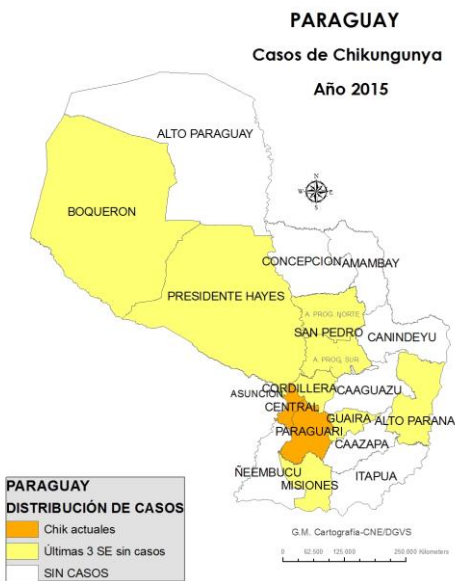 PARAGUAY
Casos de Chikungunya
Año 2015
ALTO PARAGUAY
N
W E
S
BOQUERON
CONCEPCION
AMAMBAY
PRESIDENTE HAYES
A. PROG. NORTE
SAN PEDRO
CANINDEYU
A. PROG. SUR
CORDILLERA
CAAGUAZU
ASUNCION
CENTRAL
GUAIRA
ALTO PARANA
PARAGUARI
CAAZAPA
ÑEEMBUCU
MISIONES
ITAPUA
PARAGUAY
DISTRIBUCIÓN DE CASOS
Chik actuales
Últimas 3 SE sin casos
SIN CASOS
G.M. Cartografia-CNE/DGVS
0 62.500 125.000 250.000 Kilometers